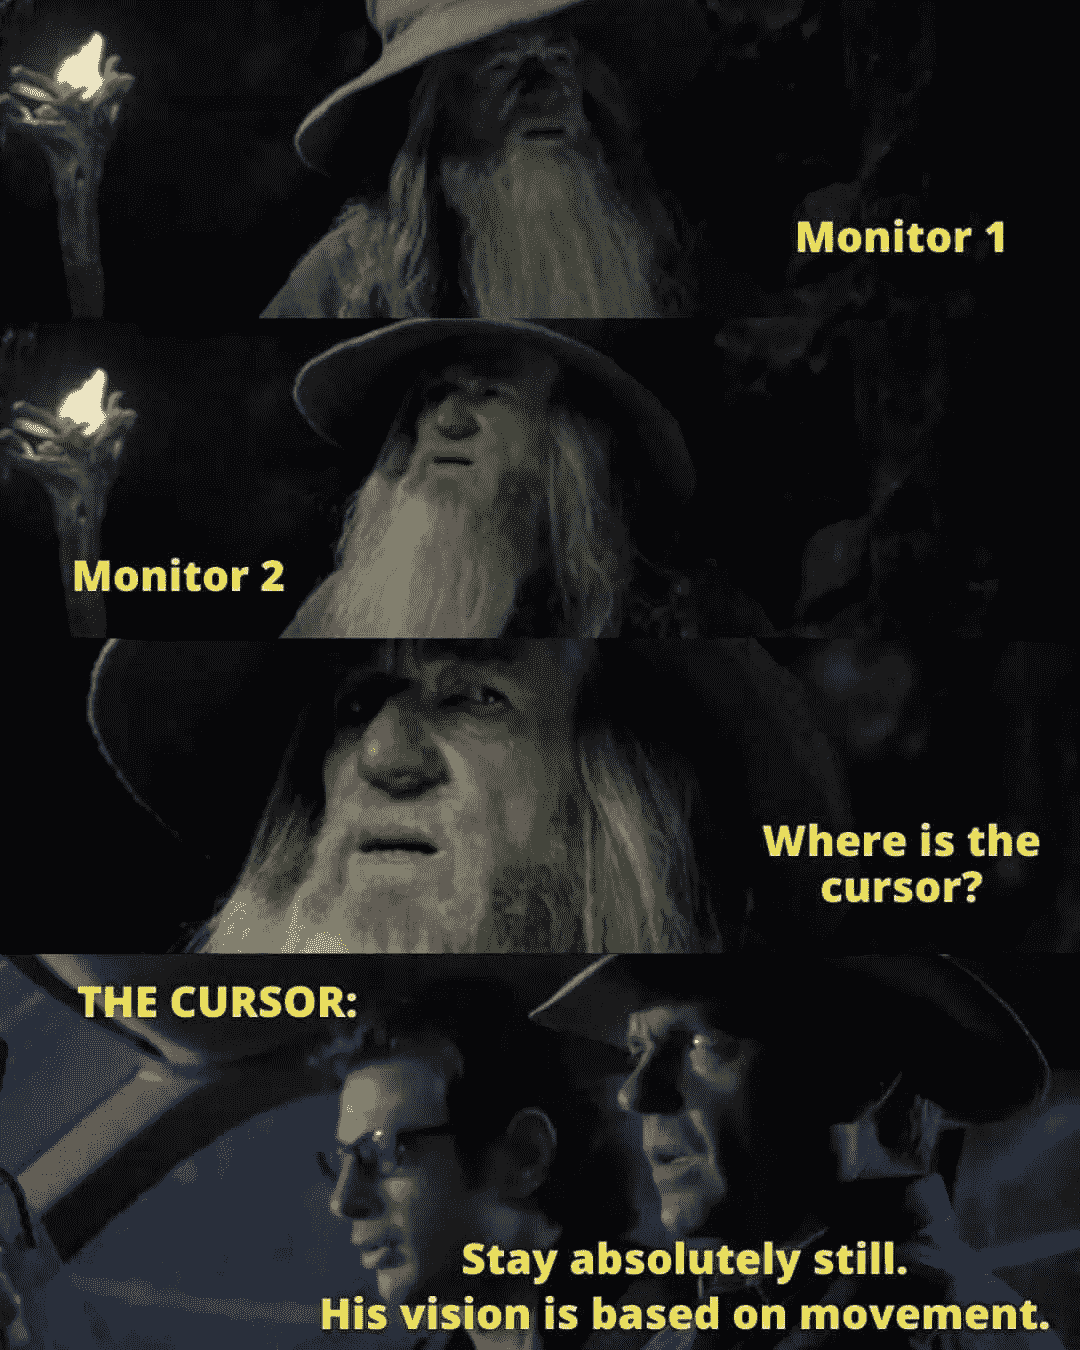 Monitor 1
Monitor 2
Where is the
cursor?
THE CURSOR:
Stay absolutely still.
His vision is based on movement.